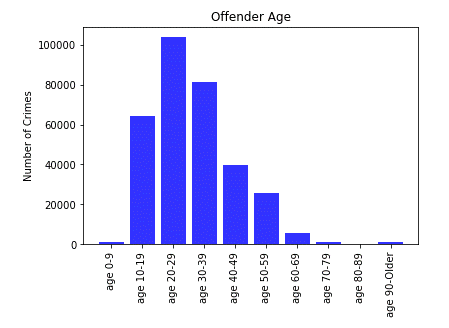 Offender Age
Number of Crimes
100000
80000
60000
40000
20000
0
age 0-9
age 10-19
age 20-29
age 30-39
age 40-49
age 50-59
age 60-69
age 70-79
age 80-89
age 90-Older